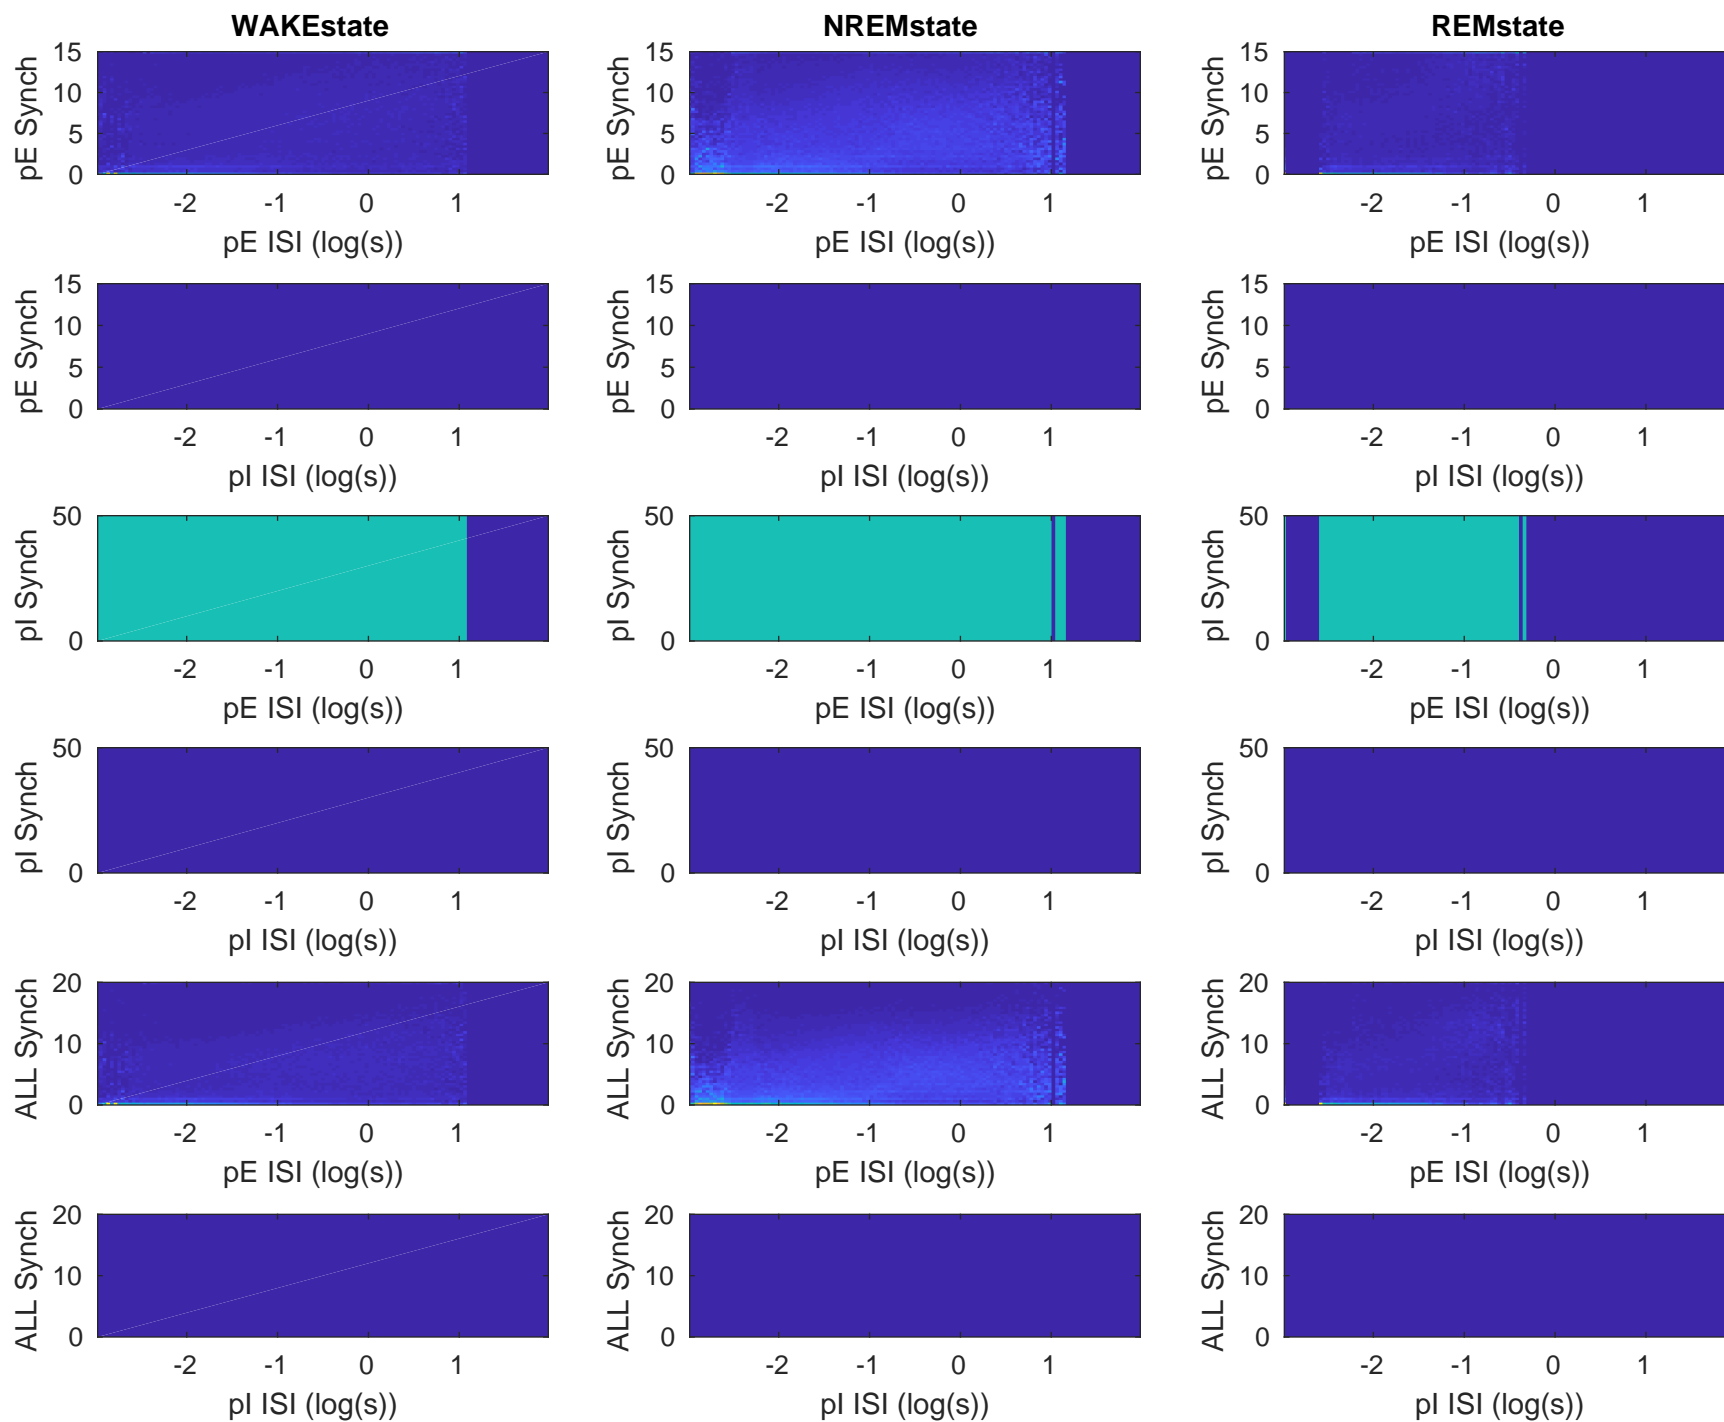 WAKEstate NREMstate REMstate
15 15 15
10 10 10
5 5 5
0 0 0
pE Synch pE Synch pE Synch
-2 -1 0 1 -2 -1 0 1 -2 -1 0 1
pE ISI (log(s)) pE ISI (log(s)) pE ISI (log(s))
15 15 15
10 10 10
5 5 5
0 0 0
pE Synch pE Synch pE Synch
-2 -1 0 1 -2 -1 0 1 -2 -1 0 1
pI ISI (log(s)) pI ISI (log(s)) pI ISI (log(s))
50 50 50
0 0 0
pI Synch pI Synch pI Synch
-2 -1 0 1 -2 -1 0 1 -2 -1 0 1
pE ISI (log(s)) pE ISI (log(s)) pE ISI (log(s))
50 50 50
0 0 0
pI Synch pI Synch pI Synch
-2 -1 0 1 -2 -1 0 1 -2 -1 0 1
pI ISI (log(s)) pI ISI (log(s)) pI ISI (log(s))
20 20 20
10 10 10
0 0 0
ALL Synch ALL Synch ALL Synch
-2 -1 0 1 -2 -1 0 1 -2 -1 0 1
pE ISI (log(s)) pE ISI (log(s)) pE ISI (log(s))
20 20 20
10 10 10
0 0 0
ALL Synch ALL Synch ALL Synch
-2 -1 0 1 -2 -1 0 1 -2 -1 0 1
pI ISI (log(s)) pI ISI (log(s)) pI ISI (log(s))